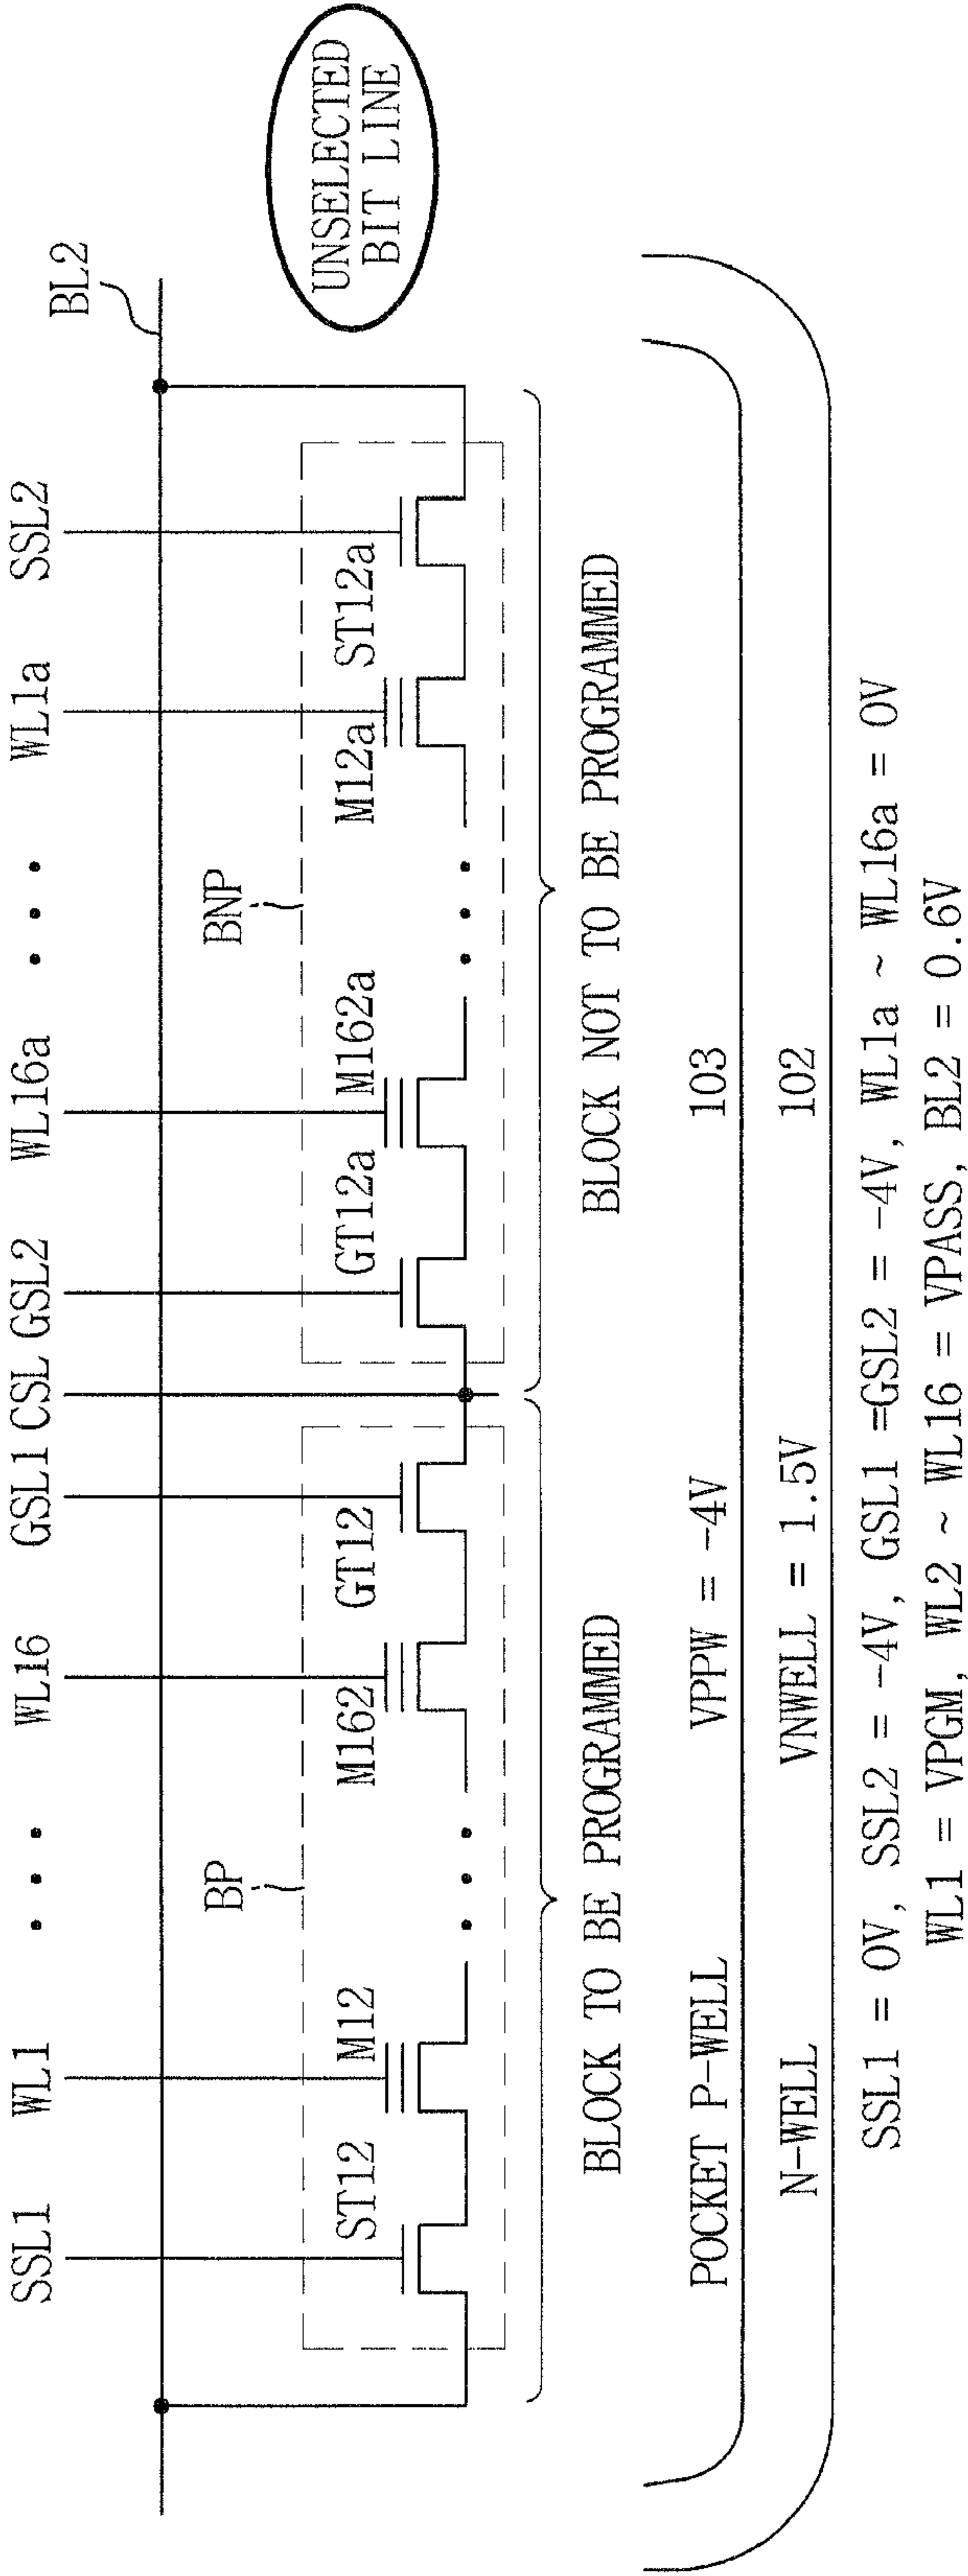 SSL1 WL1 • • • WL16 GSL1 CSL GSL2 WL16a • • • WL1a SSL2
BL2
BP
BNP
UNSELECTED
BIT LINE
ST12 M12 M162 GT12 GT12a M162a M12a ST12a
• • • • • •
BLOCK TO BE PROGRAMMED
BLOCK NOT TO BE PROGRAMMED
POCKET P-WELL VPPW = -4V 103
N-WELL VNWELL = 1.5V 102
SSL1 = 0V, SSL2 = -4V, GSL1 =GSL2 = -4V, WL1a ~ WL16a = 0V
WL1 = VPGM, WL2 ~ WL16 = VPASS, BL2 = 0.6V